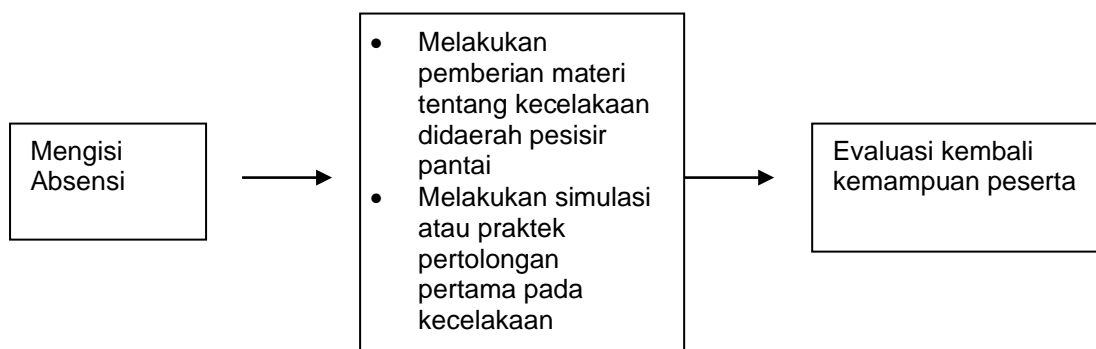 Mengisi
Absensi
• Melakukan
pemberian materi
tentang kecelakaan
didaerah pesisir
pantai
• Melakukan simulasi
atau praktek
pertolongan
pertama pada
kecelakaan
Evaluasi kembali
kemampuan peserta